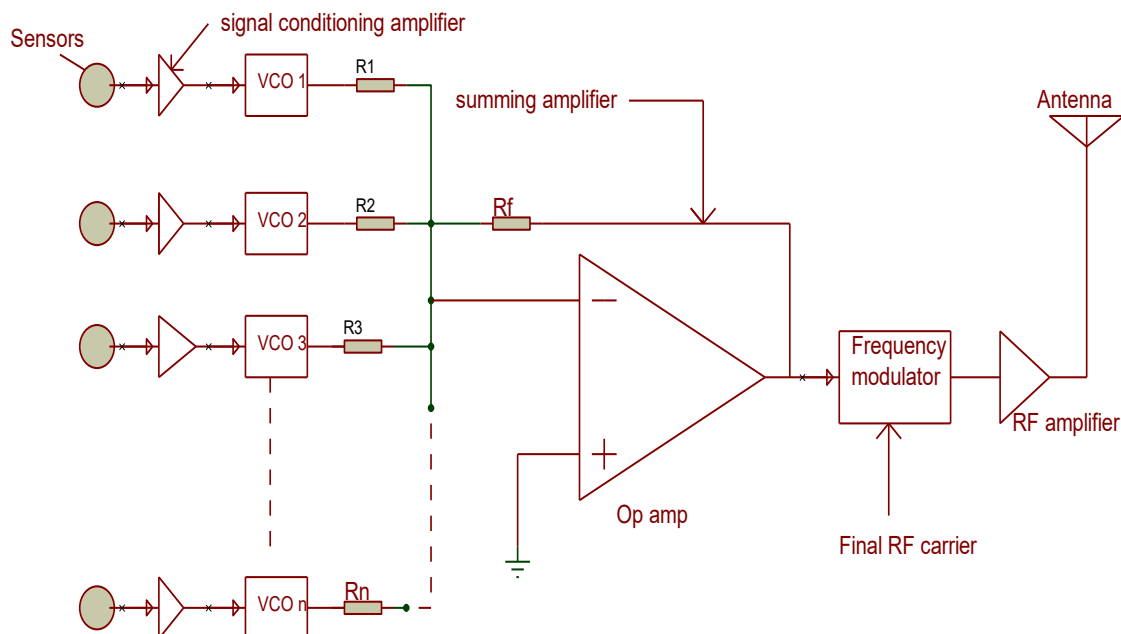 signal conditioning amplifier
Sensors
VCO 1
R1
summing amplifier
Antenna
VCO 2
R2
Rf
VCO 3
R3
Frequency
modulator
RF amplifier
Op amp
Final RF carrier
VCO n
Rn